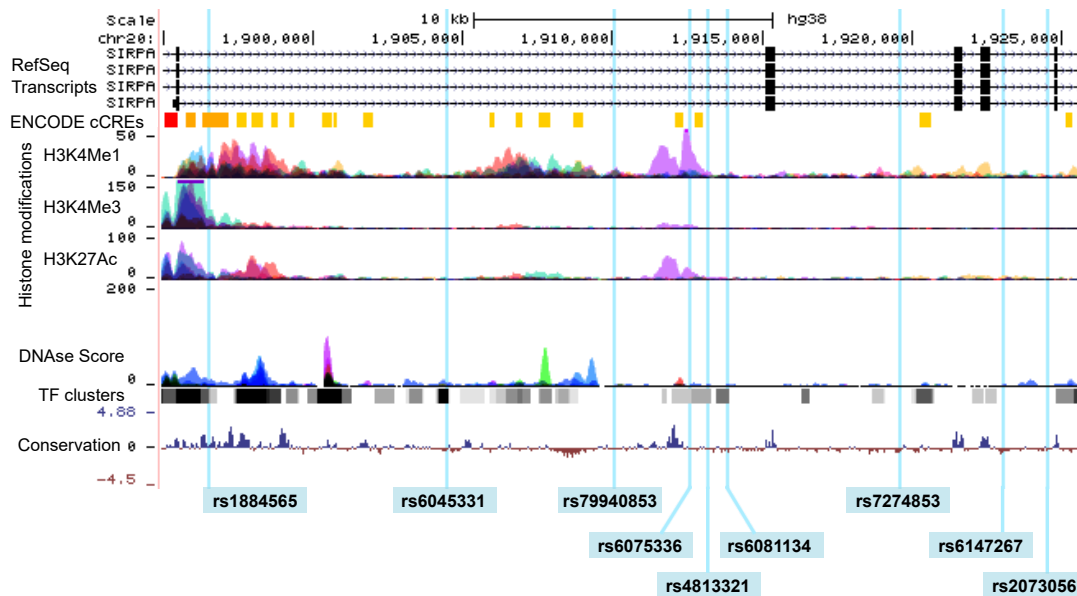 Scale 10 kb hg38
chr20: 1,900,000 1,905,000 1,910,000 1,915,000 1,920,000 1,925,000
RefSeq Transcripts
SIRPA
SIRPA
SIRPA
SIRPA
ENCODE cCREs
Histone modifications
50
H3K4Me1
0
150
H3K4Me3
0
100
H3K27Ac
0
200
DNAse Score
0
TF clusters
4.88
Conservation 0
-4.5
rs1884565 rs6045331 rs79940853 rs7274853
rs6075336 rs6081134 rs6147267
rs4813321 rs2073056